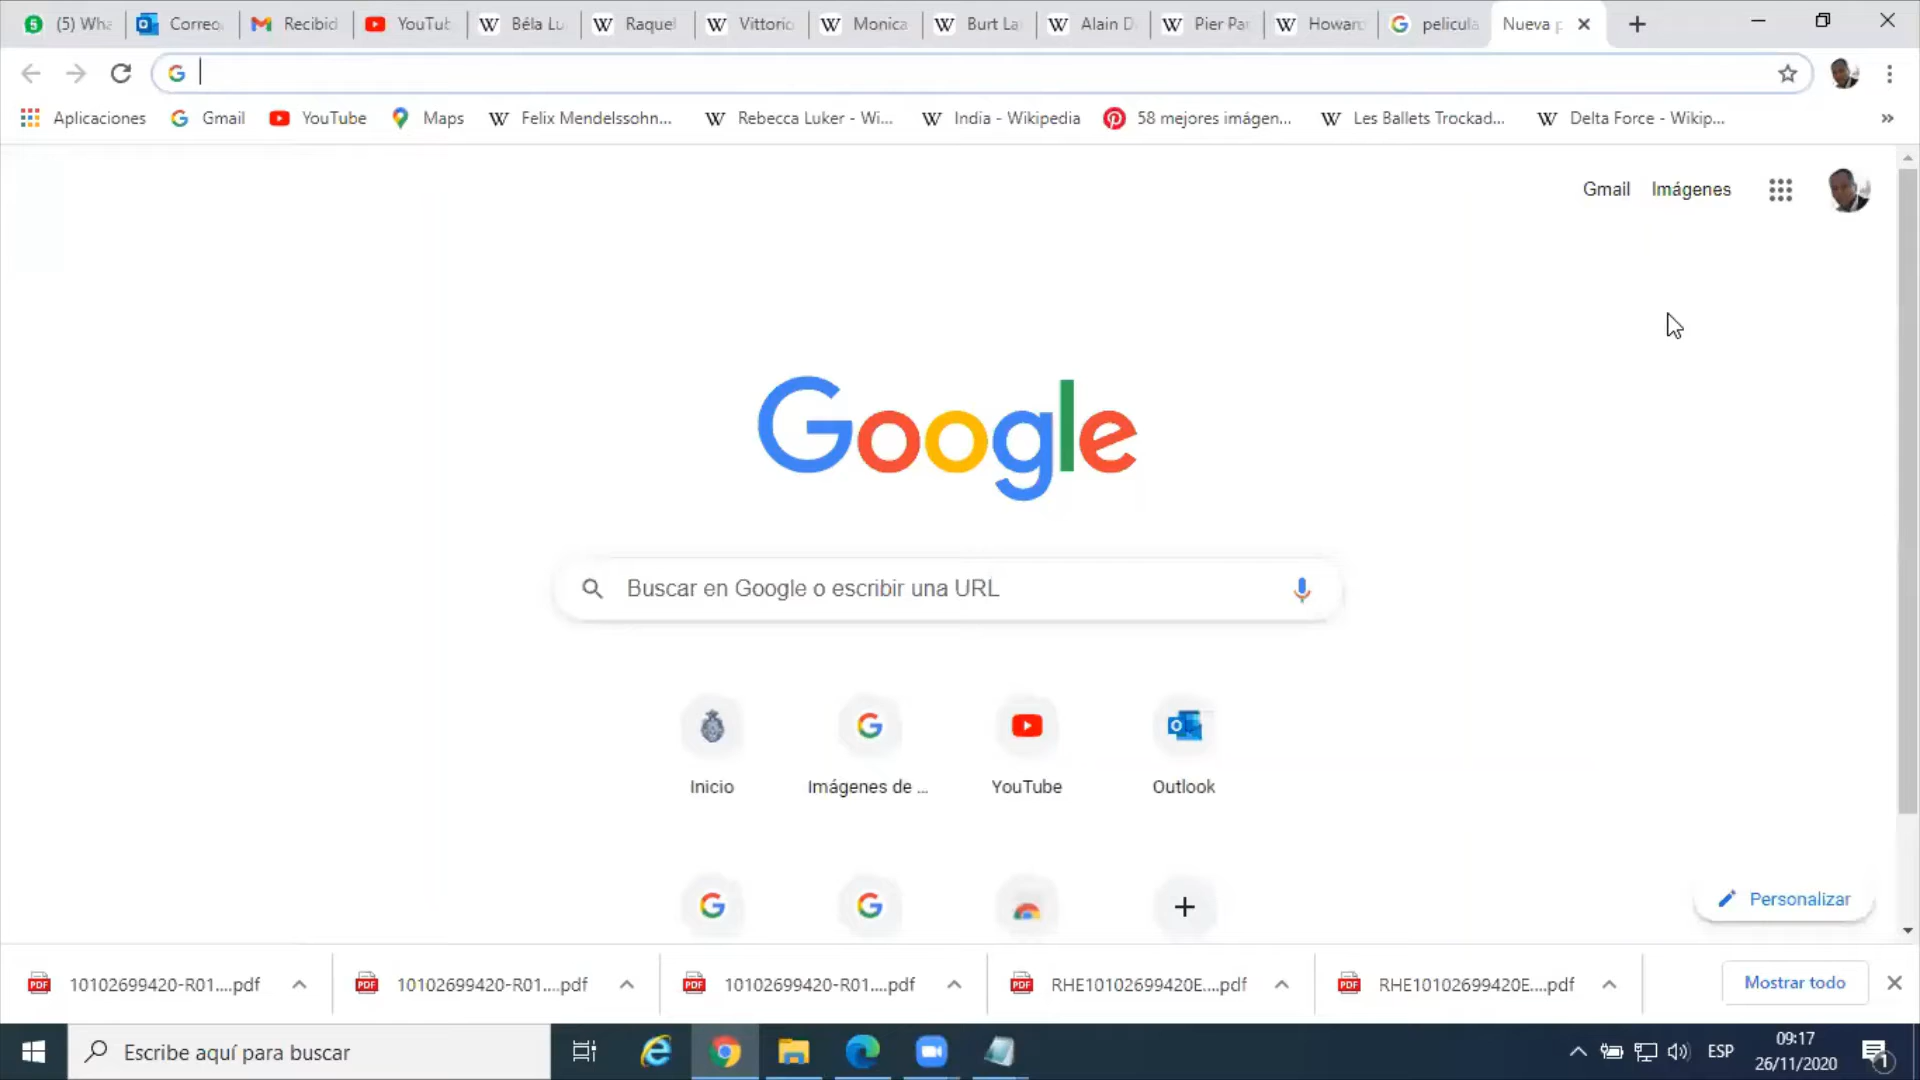 (5) Wha
Correo
Recibid
YouTub
Béla Lu
Raquel
Vittorio
Monica
Burt La
Alain D
Pier Pa
Howard
pelicula
Nueva p
Aplicaciones
Gmail
YouTube
Maps
Felix Mendelssohn...
Rebecca Luker - Wi...
India - Wikipedia
58 mejores imágen...
Les Ballets Trockad...
Delta Force - Wikip...
»
Gmail
Imágenes
Google
Buscar en Google o escribir una URL
Inicio
Imágenes de ...
YouTube
Outlook
Personalizar
10102699420-R01....pdf
10102699420-R01....pdf
10102699420-R01....pdf
RHE10102699420E....pdf
RHE10102699420E....pdf
Mostrar todo
Escribe aquí para buscar
ESP
09:17
26/11/2020
1